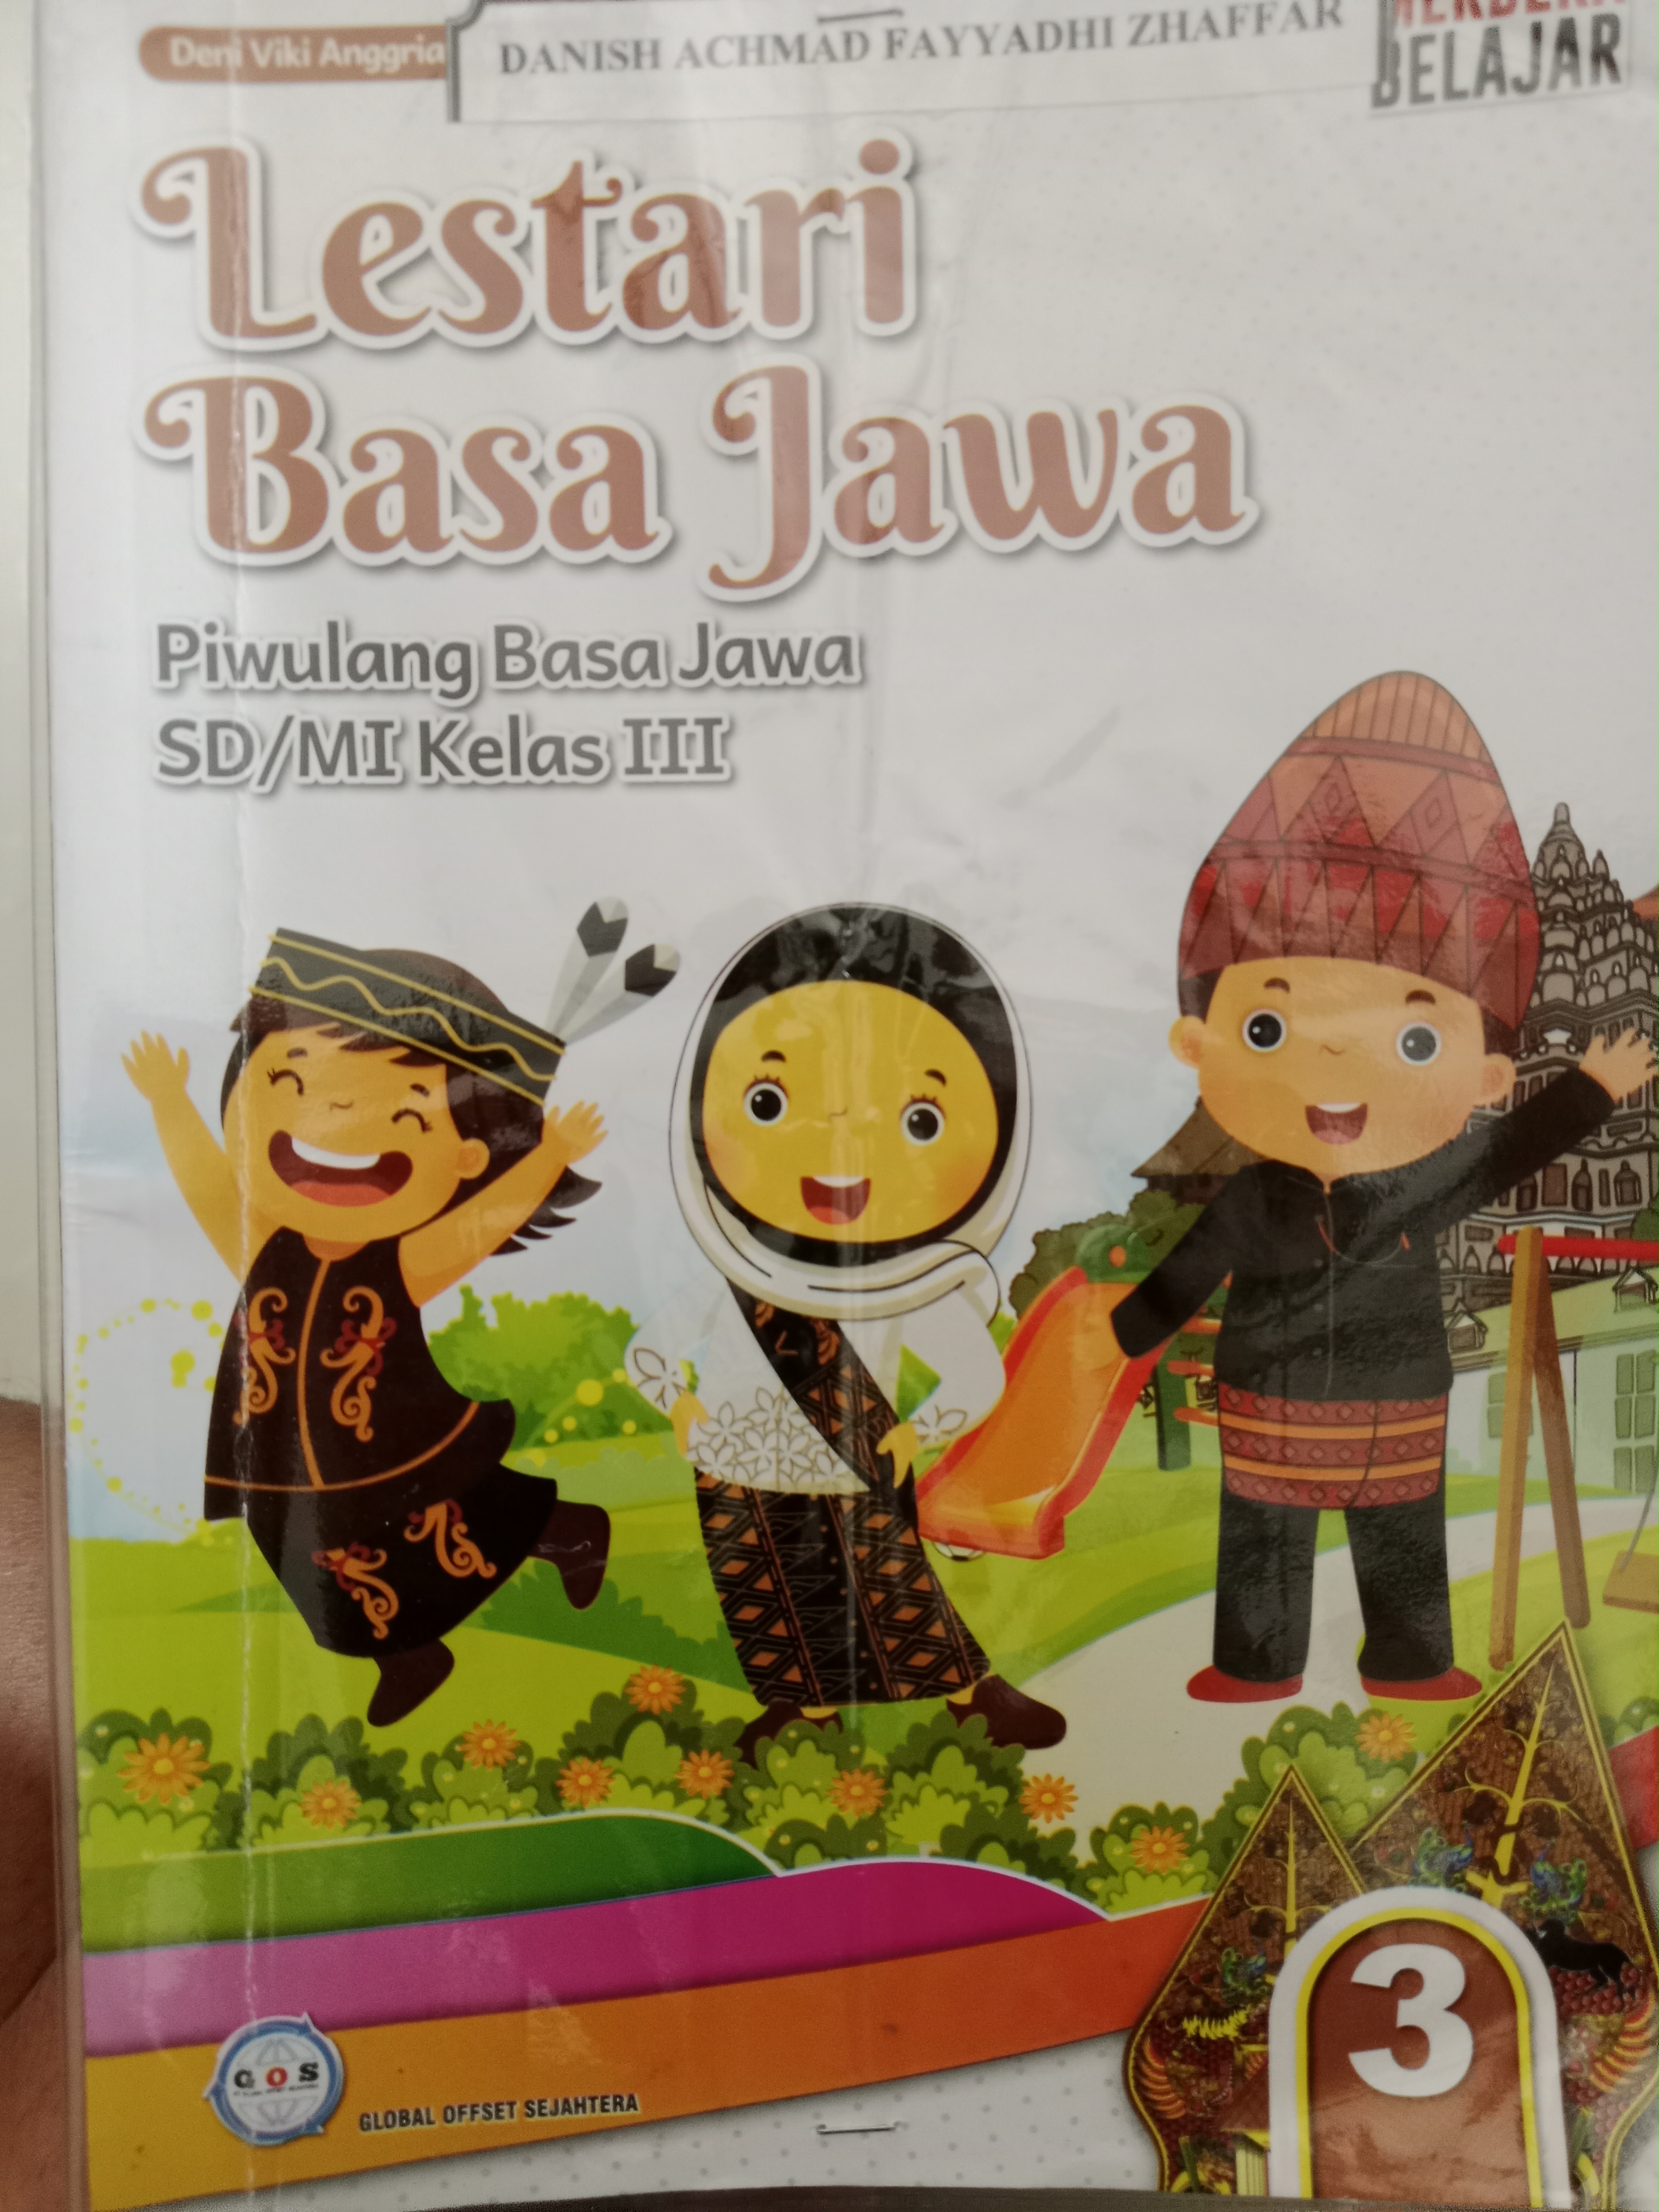 Deni Viki Anggria
DANISH ACHMAD FAYYADHI ZHAFFAR
MERDEKA
BELAJAR
Lestari
Basa Jawa
Piwulang Basa Jawa
SD/MI Kelas III
3
GOS
GLOBAL OFFSET SEJAHTERA